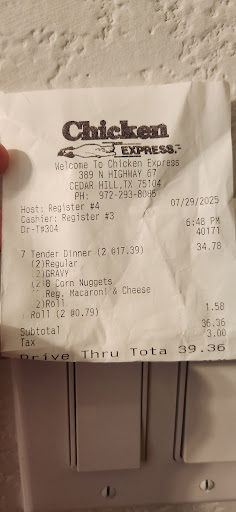 Chicken
EXPRESS
Welcome To Chicken Express
389 N HIGHWAY 67
CEDAR HILL,TX 75104
PH: 972-293-8066
Host: Register #4 07/29/2025
Cashier: Register #3 6:48 PM
Dr-T#304 40171
7 Tender Dinner (2 @17.39) 34.78
(2)Regular
(2)GRAVY
(2)8 Corn Nuggets
Reg. Macaroni & Cheese
2)Roll
Roll (2 @0.79) 1.58
Subtotal 36.36
Tax 3.00
Drive Thru Tota 39.36